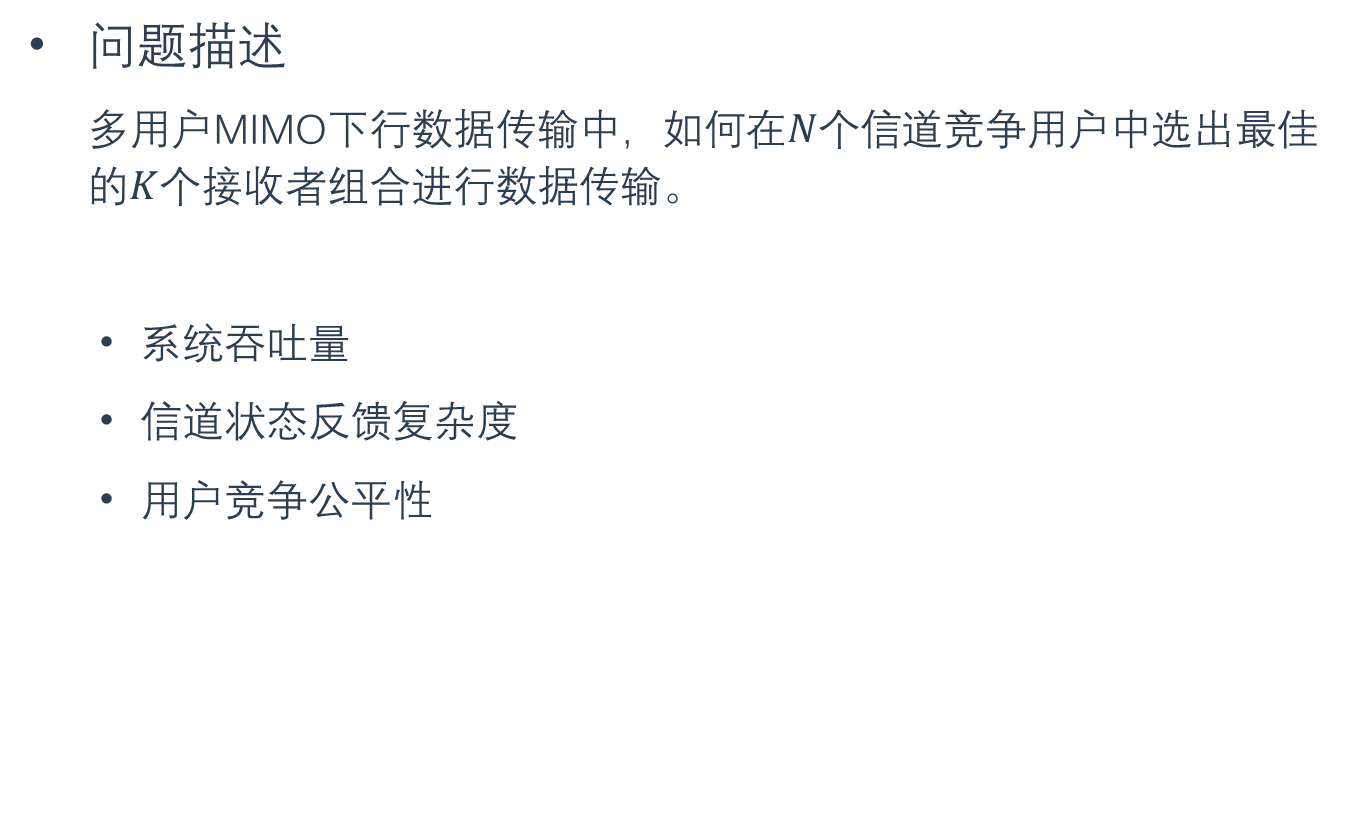 • 问题描述
多用户MIMO下行数据传输中，如何在N个信道竞争用户中选出最佳
的K个接收者组合进行数据传输。
• 系统吞吐量
• 信道状态反馈复杂度
• 用户竞争公平性